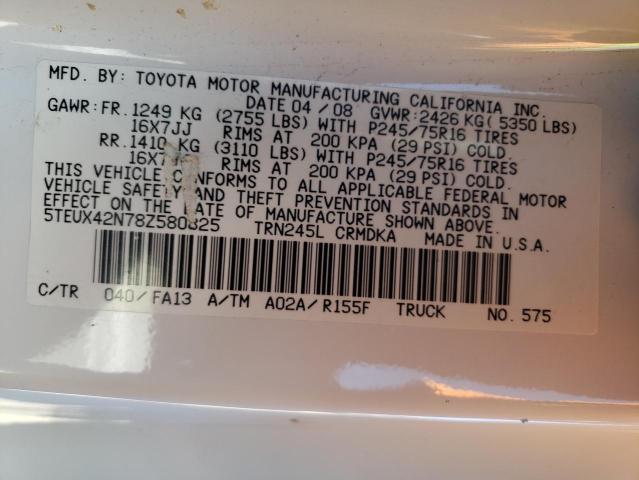 MFD. BY: TOYOTA MOTOR MANUFACTURING CALIFORNIA INC.
DATE 04 / 08 GVWR: 2426 KG( 5350 LBS)
GAWR: FR. 1249 KG (2755 LBS) WITH P245/75R16 TIRES
16X7JJ RIMS AT 200 KPA (29 PSI) COLD.
RR. 1410 KG (3110 LBS) WITH P245/75R16 TIRES
RIMS AT 200 KPA (29 PSI) COLD.
THIS VEHICLE CONFORMS TO ALL APPLICABLE FEDERAL MOTOR
VEHICLE SAFETY AND THEFT PREVENTION STANDARDS IN
EFFECT ON THE DATE OF MANUFACTURE SHOWN ABOVE.
5TEUX42N78Z580825 TRN245L CRMDKA MADE IN U.S.A.
C/TR 040/FA13 A/TM A02A/R155F TRUCK NO. 575